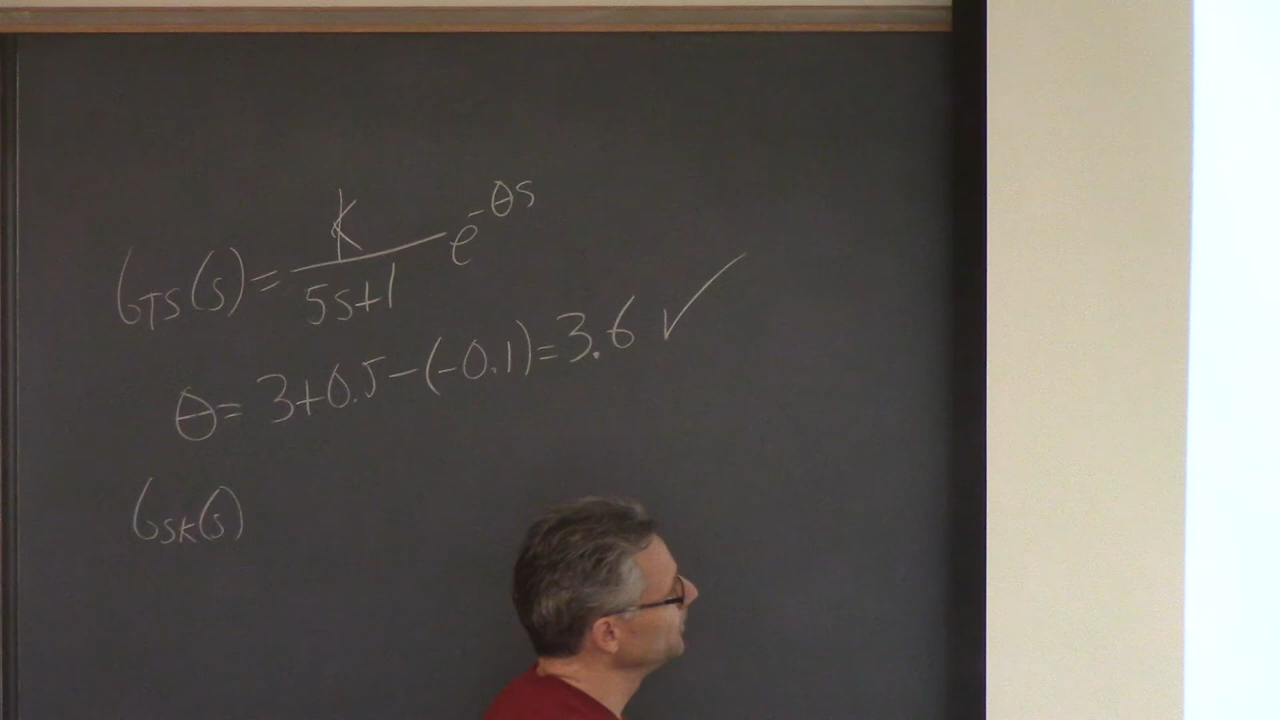 G_TS(s) = K/(5s+1) e^(-θs)
θ = 3+0.5-(-0.1) = 3.6 ✓
G_SK(s)